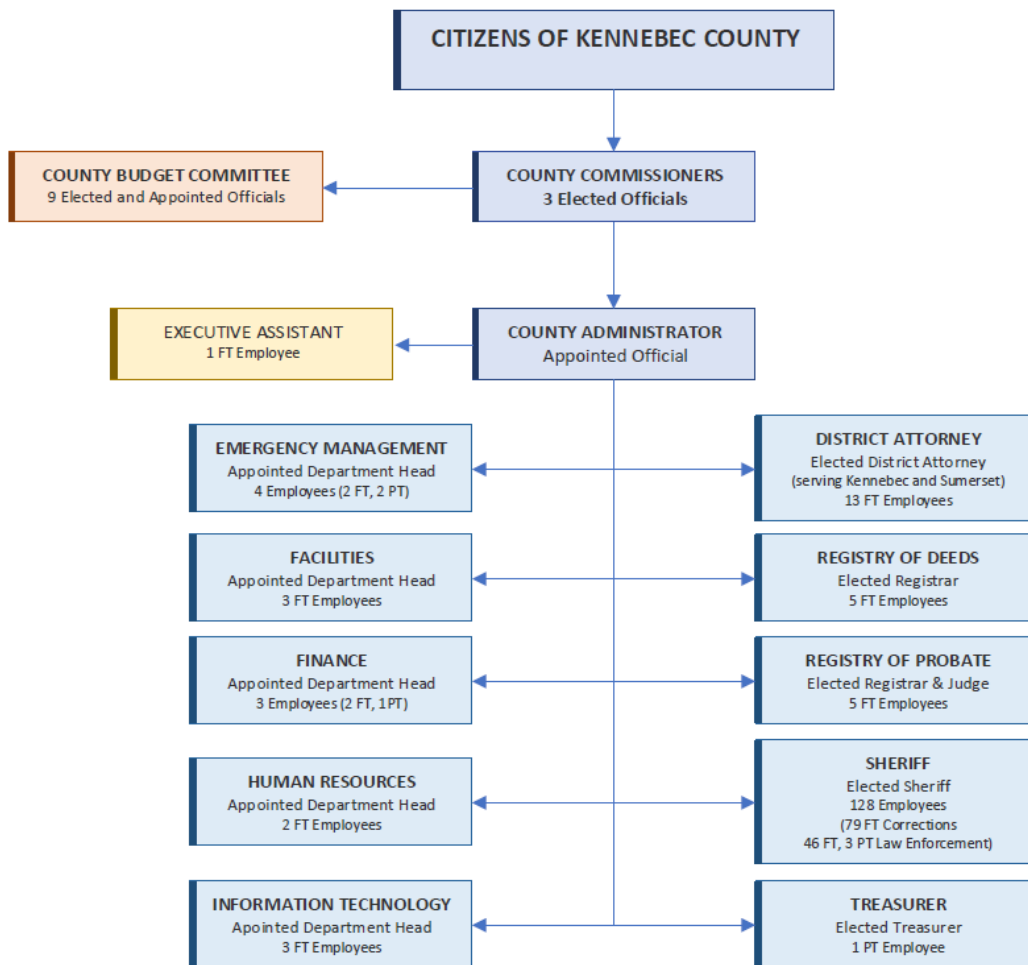 CITIZENS OF KENNEBEC COUNTY
COUNTY BUDGET COMMITTEE
9 Elected and Appointed Officials
COUNTY COMMISSIONERS
3 Elected Officials
EXECUTIVE ASSISTANT
1 FT Employee
COUNTY ADMINISTRATOR
Appointed Official
EMERGENCY MANAGEMENT
Appointed Department Head
4 Employees (2 FT, 2 PT)
DISTRICT ATTORNEY
Elected District Attorney
(serving Kennebec and Sumerset)
13 FT Employees
FACILITIES
Appointed Department Head
3 FT Employees
REGISTRY OF DEEDS
Elected Registrar
5 FT Employees
FINANCE
Appointed Department Head
3 Employees (2 FT, 1PT)
REGISTRY OF PROBATE
Elected Registrar & Judge
5 FT Employees
HUMAN RESOURCES
Appointed Department Head
2 FT Employees
SHERIFF
Elected Sheriff
128 Employees
(79 FT Corrections
46 FT, 3 PT Law Enforcement)
INFORMATION TECHNOLOGY
Apointed Department Head
3 FT Employees
TREASURER
Elected Treasurer
1 PT Employee